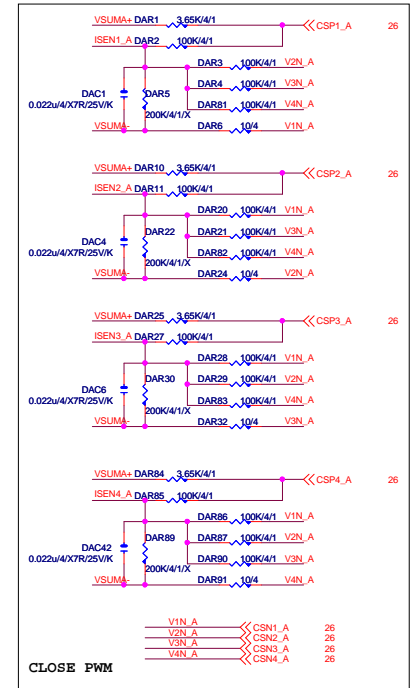 VSUMA+ DAR1 3.65K/4/1 CSP1_A 26
ISEN1_A DAR2 100K/4/1
DAR3 100K/4/1 V2N_A
DAC1 DAR5 DAR4 100K/4/1 V3N_A
0.022u/4/X7R/25V/K 200K/4/1/X DAR81 100K/4/1 V4N_A
VSUMA- DAR6 10/4 V1N_A
VSUMA+ DAR10 3.65K/4/1 CSP2_A 26
ISEN2_A DAR11 100K/4/1
DAR20 100K/4/1 V1N_A
DAC4 DAR22 DAR21 100K/4/1 V3N_A
0.022u/4/X7R/25V/K 200K/4/1/X DAR82 100K/4/1 V4N_A
VSUMA- DAR24 10/4 V2N_A
VSUMA+ DAR25 3.65K/4/1 CSP3_A 26
ISEN3_A DAR27 100K/4/1
DAR28 100K/4/1 V1N_A
DAC6 DAR30 DAR29 100K/4/1 V2N_A
0.022u/4/X7R/25V/K 200K/4/1/X DAR83 100K/4/1 V4N_A
VSUMA- DAR32 10/4 V3N_A
VSUMA+ DAR84 3.65K/4/1 CSP4_A 26
ISEN4_A DAR85 100K/4/1
DAR86 100K/4/1 V1N_A
DAC42 DAR89 DAR87 100K/4/1 V2N_A
0.022u/4/X7R/25V/K 200K/4/1/X DAR90 100K/4/1 V3N_A
VSUMA- DAR91 10/4 V4N_A
V1N_A CSN1_A 26
V2N_A CSN2_A 26
V3N_A CSN3_A 26
V4N_A CSN4_A 26
CLOSE PWM